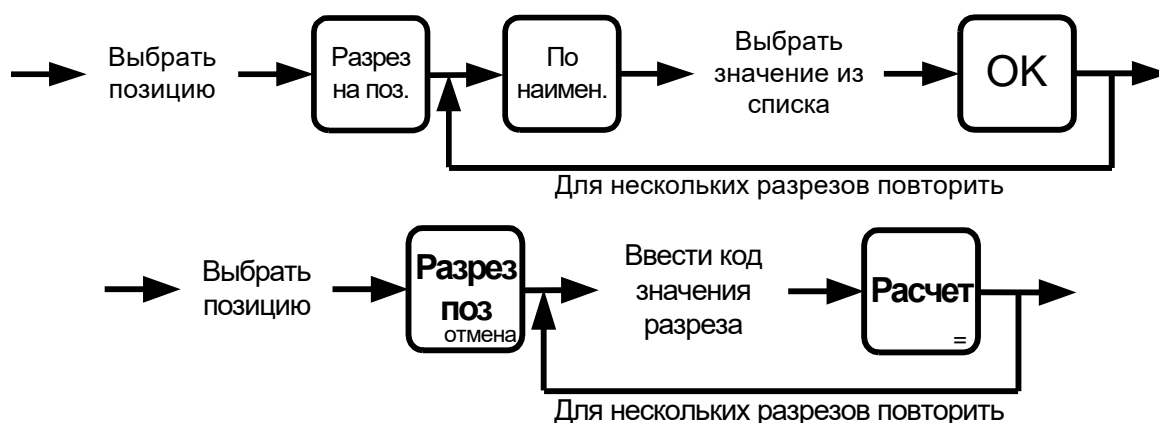 Выбрать
позицию
Разрез
на поз.
По
наимен.
Выбрать
значение из
списка
OK
Для нескольких разрезов повторить
Выбрать
позицию
Разрез
поз
отмена
Ввести код
значения
разреза
Расчет
=
Для нескольких разрезов повторить